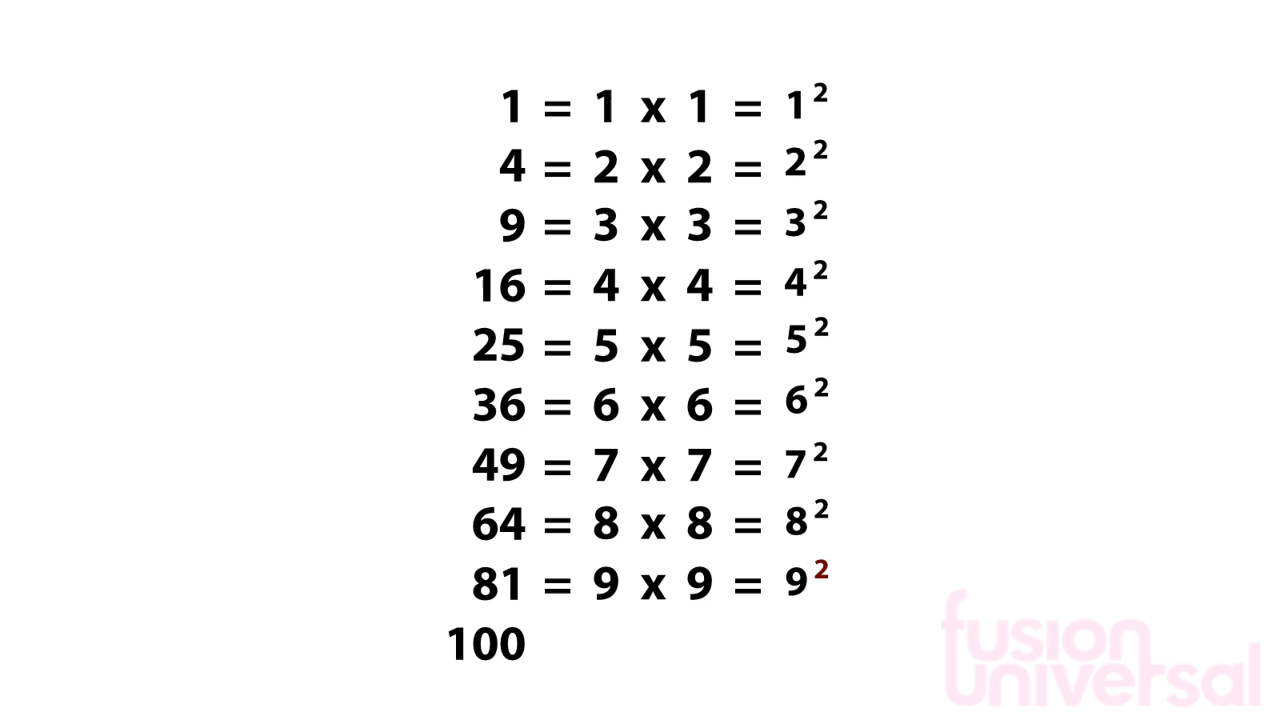 1 = 1 x 1 = 1²
4 = 2 x 2 = 2²
9 = 3 x 3 = 3²
16 = 4 x 4 = 4²
25 = 5 x 5 = 5²
36 = 6 x 6 = 6²
49 = 7 x 7 = 7²
64 = 8 x 8 = 8²
81 = 9 x 9 = 9²
100
fusion
universal